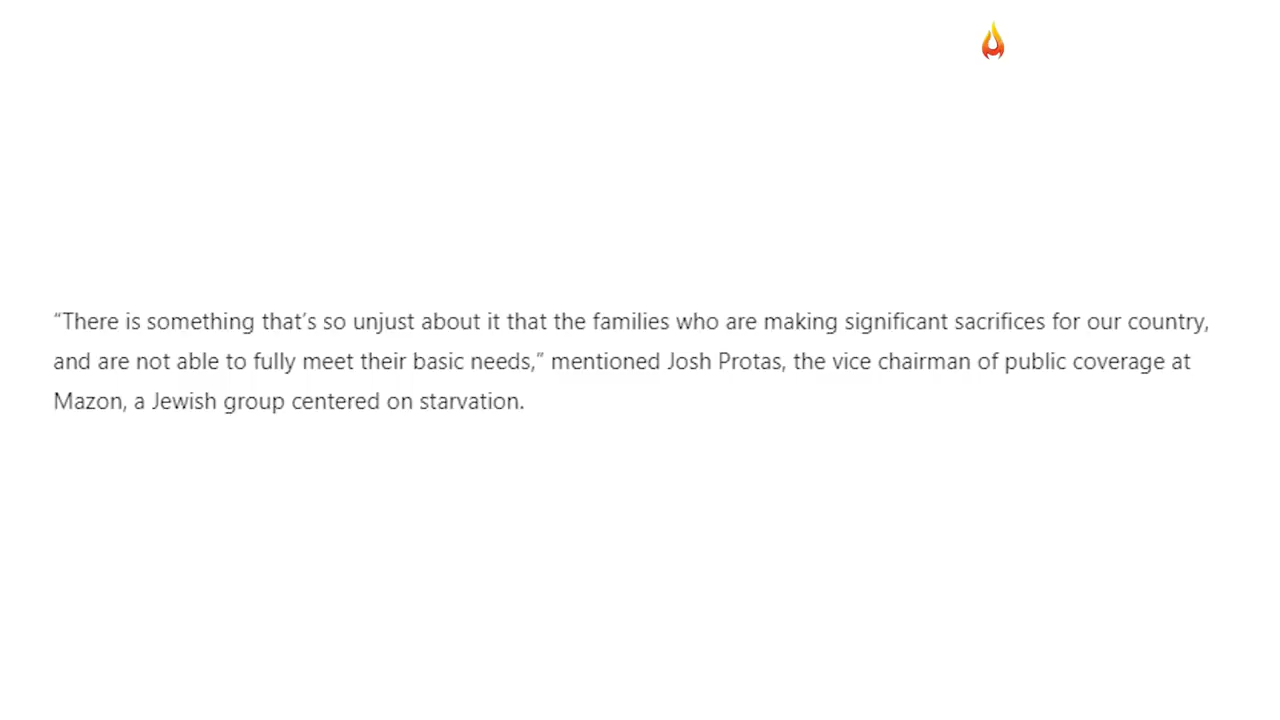 “There is something that’s so unjust about it that the families who are making significant sacrifices for our country,
and are not able to fully meet their basic needs,” mentioned Josh Protas, the vice chairman of public coverage at
Mazon, a Jewish group centered on starvation.